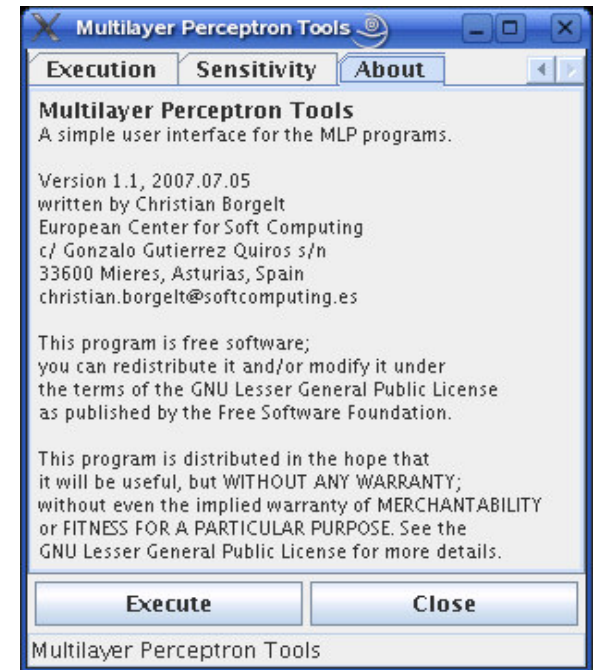 Multilayer Perceptron Tools
Execution Sensitivity About
Multilayer Perceptron Tools
A simple user interface for the MLP programs.
Version 1.1, 2007.07.05
written by Christian Borgelt
European Center for Soft Computing
c/ Gonzalo Gutierrez Quiros s/n
33600 Mieres, Asturias, Spain
christian.borgelt@softcomputing.es
This program is free software;
you can redistribute it and/or modify it under
the terms of the GNU Lesser General Public License
as published by the Free Software Foundation.
This program is distributed in the hope that
it will be useful, but WITHOUT ANY WARRANTY;
without even the implied warranty of MERCHANTABILITY
or FITNESS FOR A PARTICULAR PURPOSE. See the
GNU Lesser General Public License for more details.
Execute Close
Multilayer Perceptron Tools